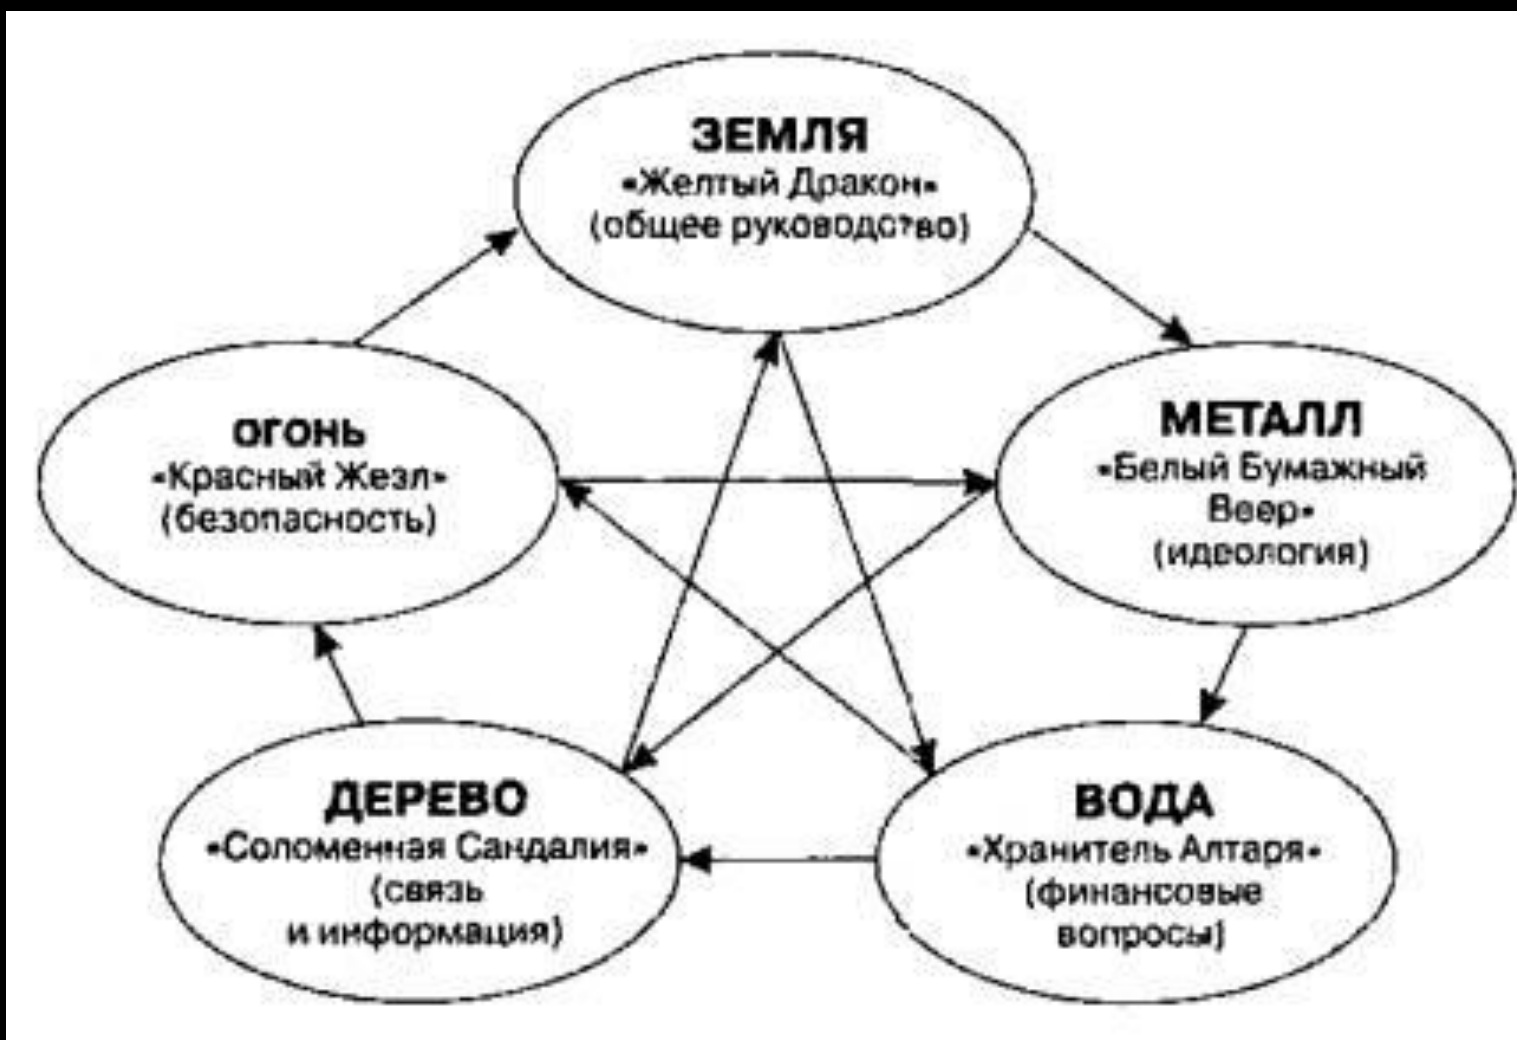 ЗЕМЛЯ
«Желтый Дракон»
(общее руководство)
ОГОНЬ
«Красный Жезл»
(безопасность)
МЕТАЛЛ
«Белый Бумажный
Веер»
(идеология)
ДЕРЕВО
«Соломенная Сандалия»
(связь
и информация)
ВОДА
«Хранитель Алтаря»
(финансовые
вопросы)